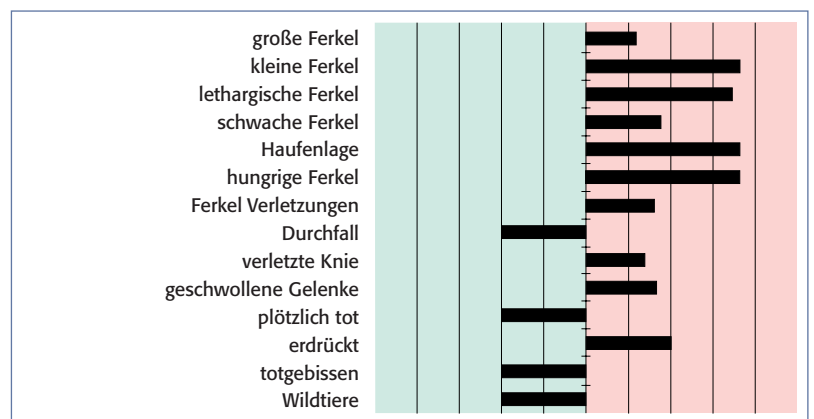 große Ferkel
kleine Ferkel
lethargische Ferkel
schwache Ferkel
Haufenlage
hungrige Ferkel
Ferkel Verletzungen
Durchfall
verletzte Knie
geschwollene Gelenke
plötzlich tot
erdrückt
totgebissen
Wildtiere